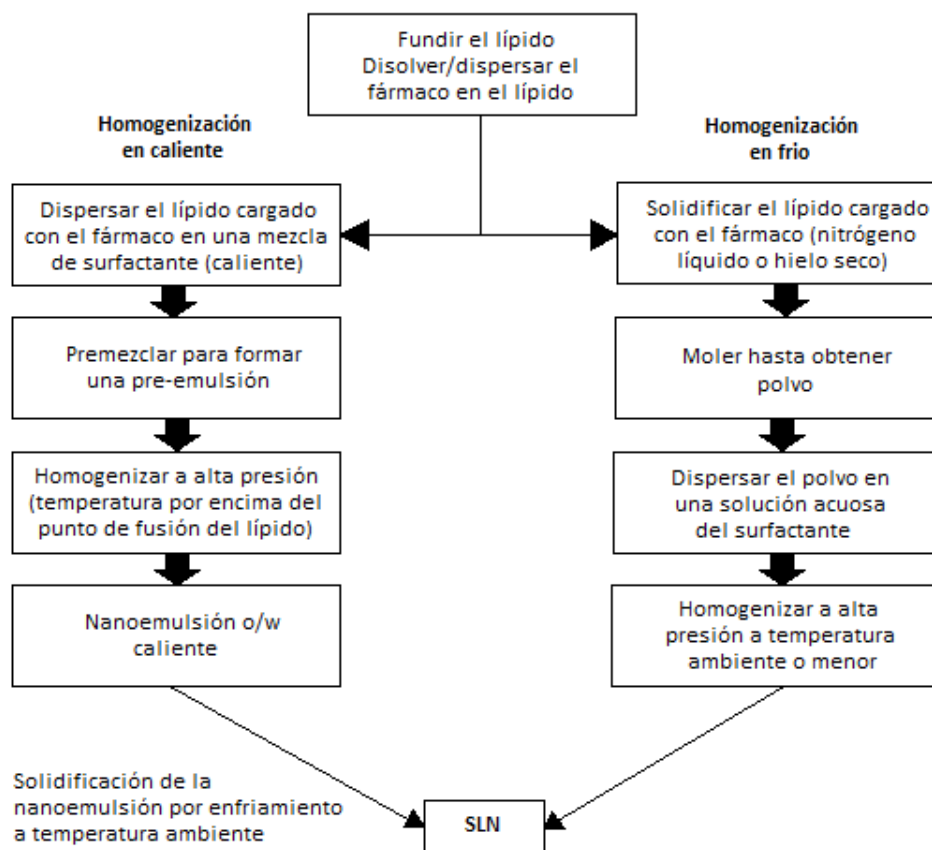 Fundir el lípido
Disolver/dispersar el
fármaco en el lípido
Homogenización
en caliente
Homogenización
en frio
Dispersar el lípido cargado
con el fármaco en una mezcla
de surfactante (caliente)
Solidificar el lípido cargado
con el fármaco (nitrógeno
líquido o hielo seco)
Premezclar para formar
una pre-emulsión
Moler hasta obtener
polvo
Homogenizar a alta presión
(temperatura por encima del
punto de fusión del lípido)
Dispersar el polvo en
una solución acuosa
del surfactante
Nanoemulsión o/w
caliente
Homogenizar a alta
presión a temperatura
ambiente o menor
Solidificación de la
nanoemulsión por enfriamiento
a temperatura ambiente
SLN